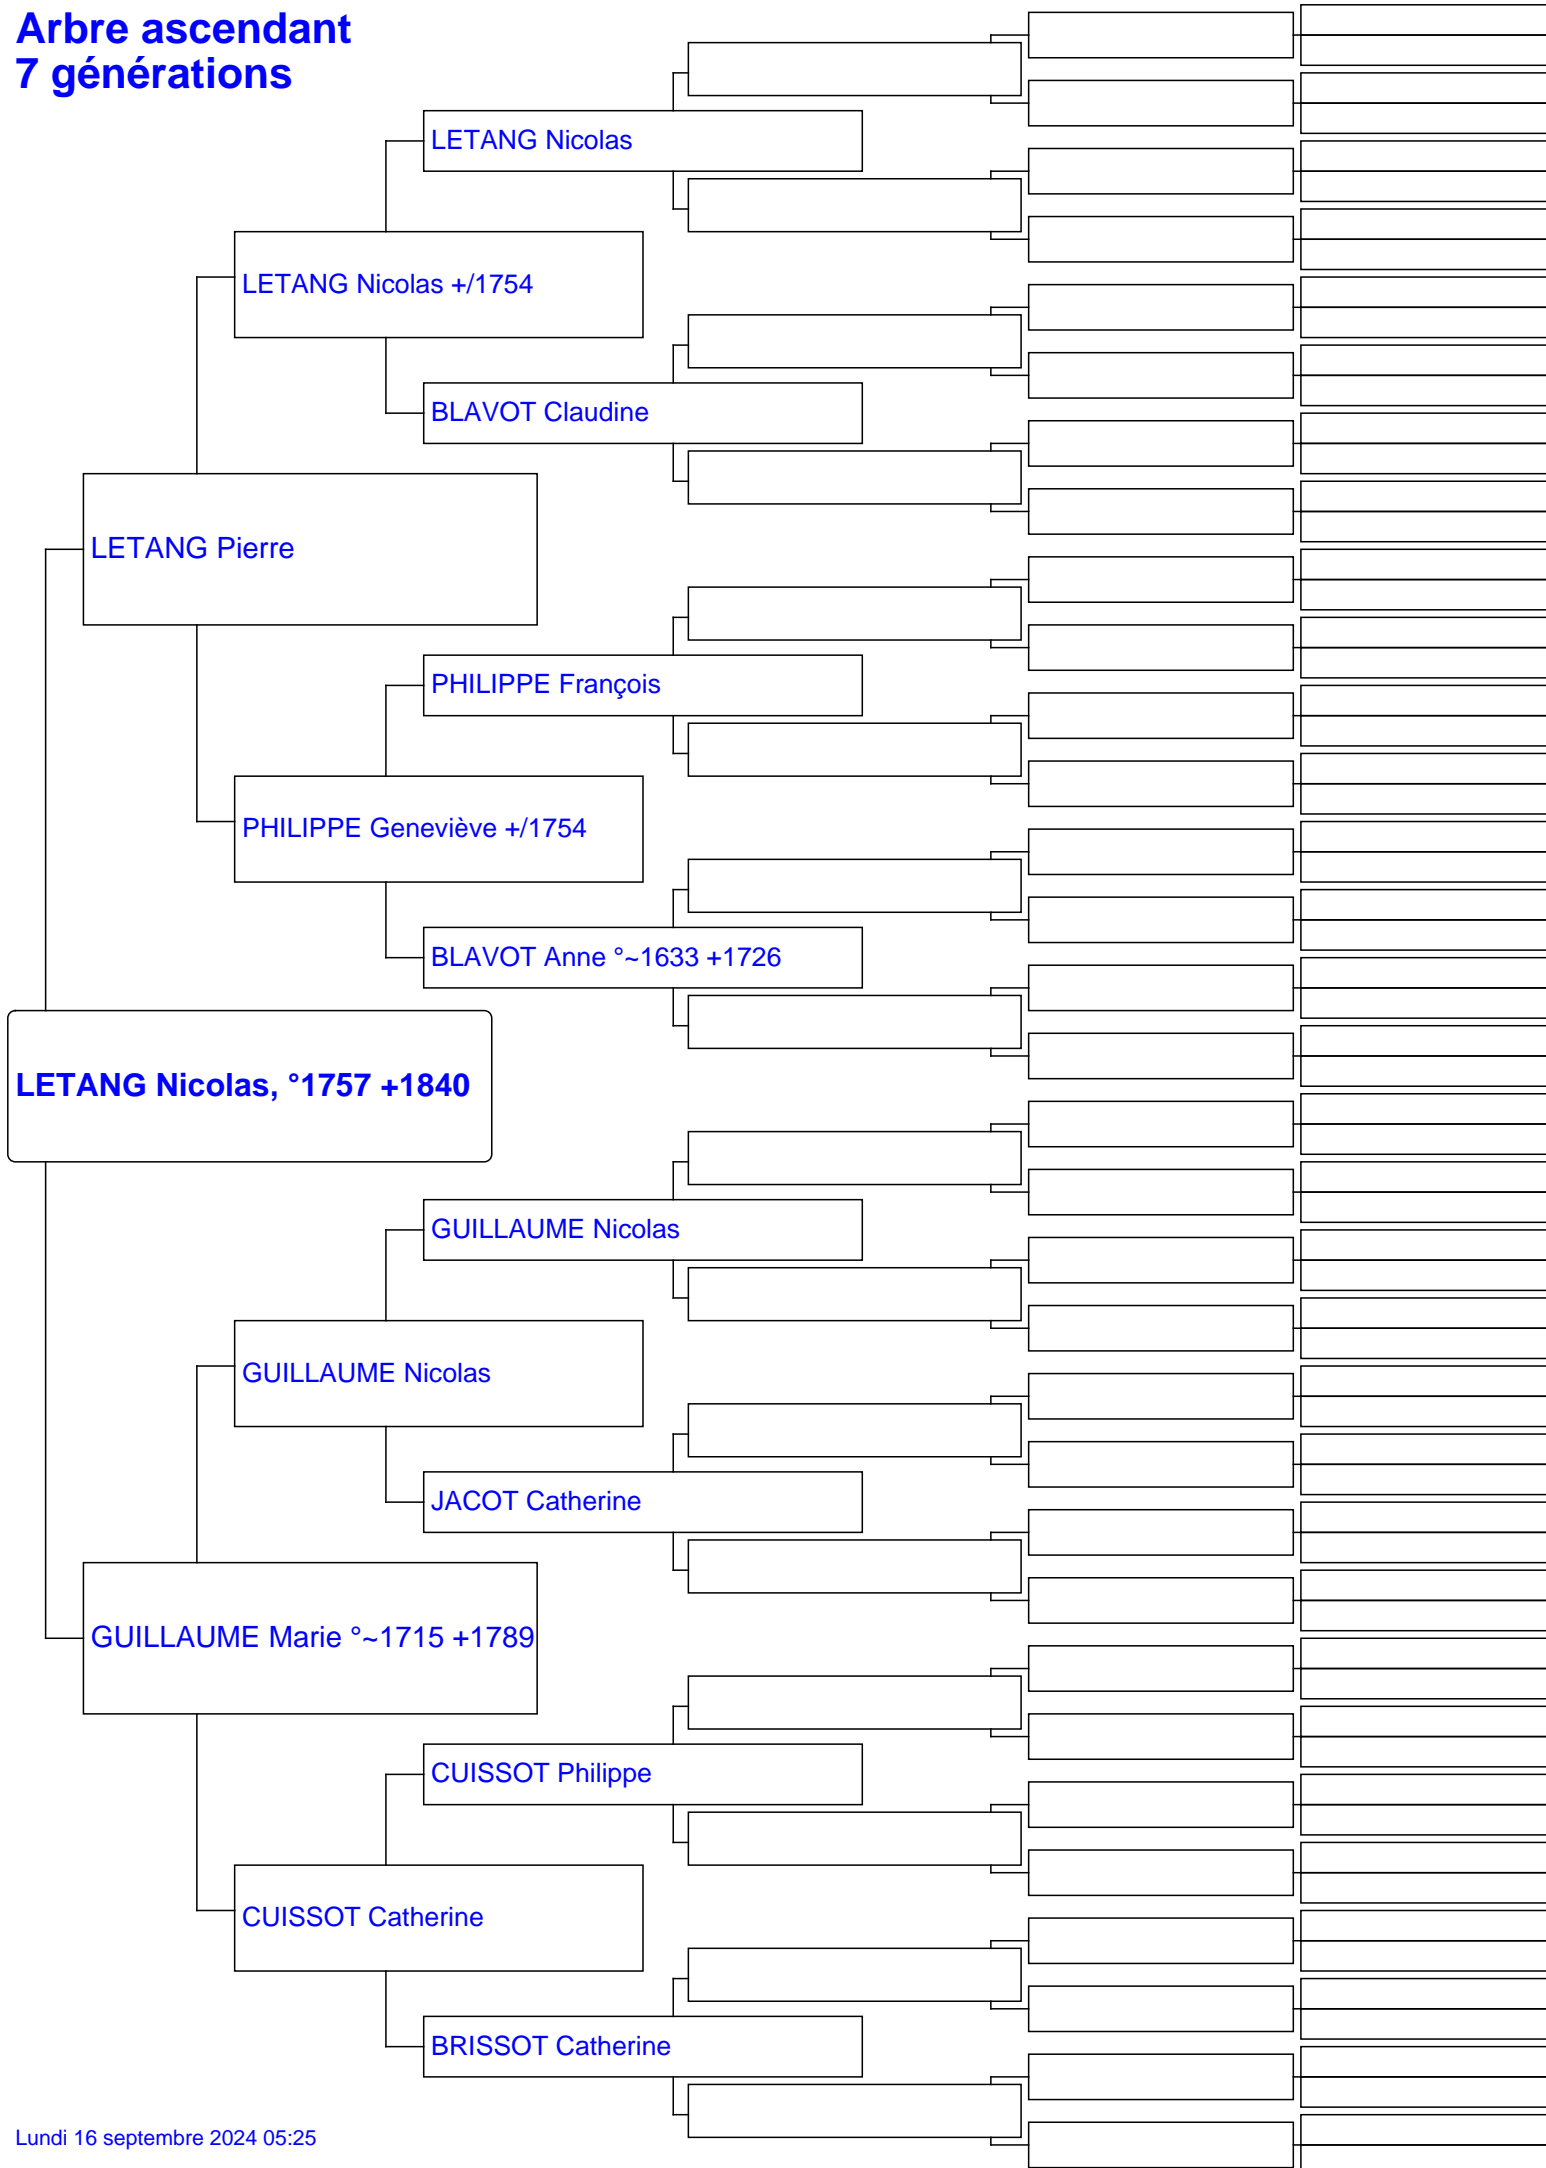 Arbre ascendant
7 générations
LETANG Nicolas
LETANG Nicolas +/1754
BLAVOT Claudine
LETANG Pierre
PHILIPPE François
PHILIPPE Geneviève +/1754
BLAVOT Anne °~1633 +1726
LETANG Nicolas, °1757 +1840
GUILLAUME Nicolas
GUILLAUME Nicolas
JACOT Catherine
GUILLAUME Marie °~1715 +1789
CUISSOT Philippe
CUISSOT Catherine
BRISSOT Catherine
Lundi 16 septembre 2024 05:25